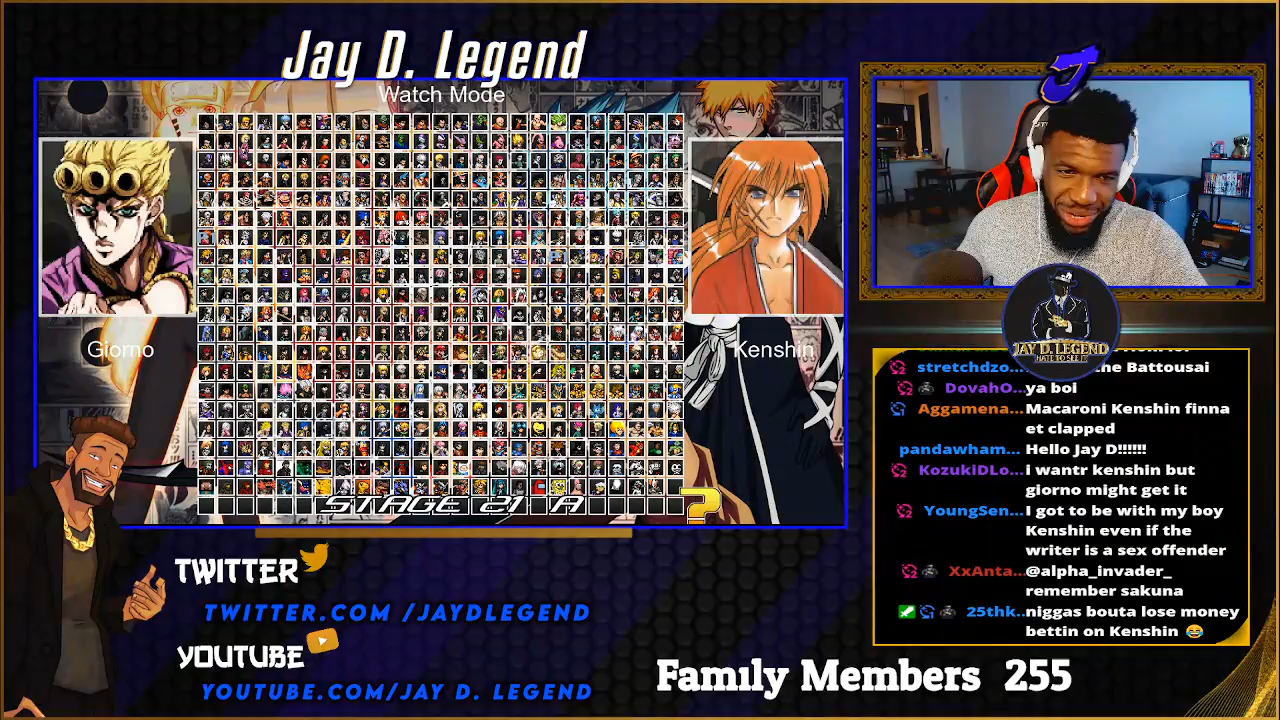 Jay D. Legend
Watch Mode
Giorno
Kenshin
STAGE 21 A
?
J
JAY D. LEGEND
stretchdzo... he Battousai
DovahO... ya boi
Aggamena... Macaroni Kenshin finna
et clapped
pandawham... Hello Jay D!!!!!!
KozukiDLo... i wantr kenshin but
giorno might get it
YoungSen... I got to be with my boy
Kenshin even if the
writer is a sex offender
XxAnta... @alpha_invader_
remember sakuna
25thk... niggas bouta lose money
bettin on Kenshin 😂
TWITTER
TWITTER.COM /JAYDLEGEND
YOUTUBE
YOUTUBE.COM/JAY D. LEGEND
Family Members 255